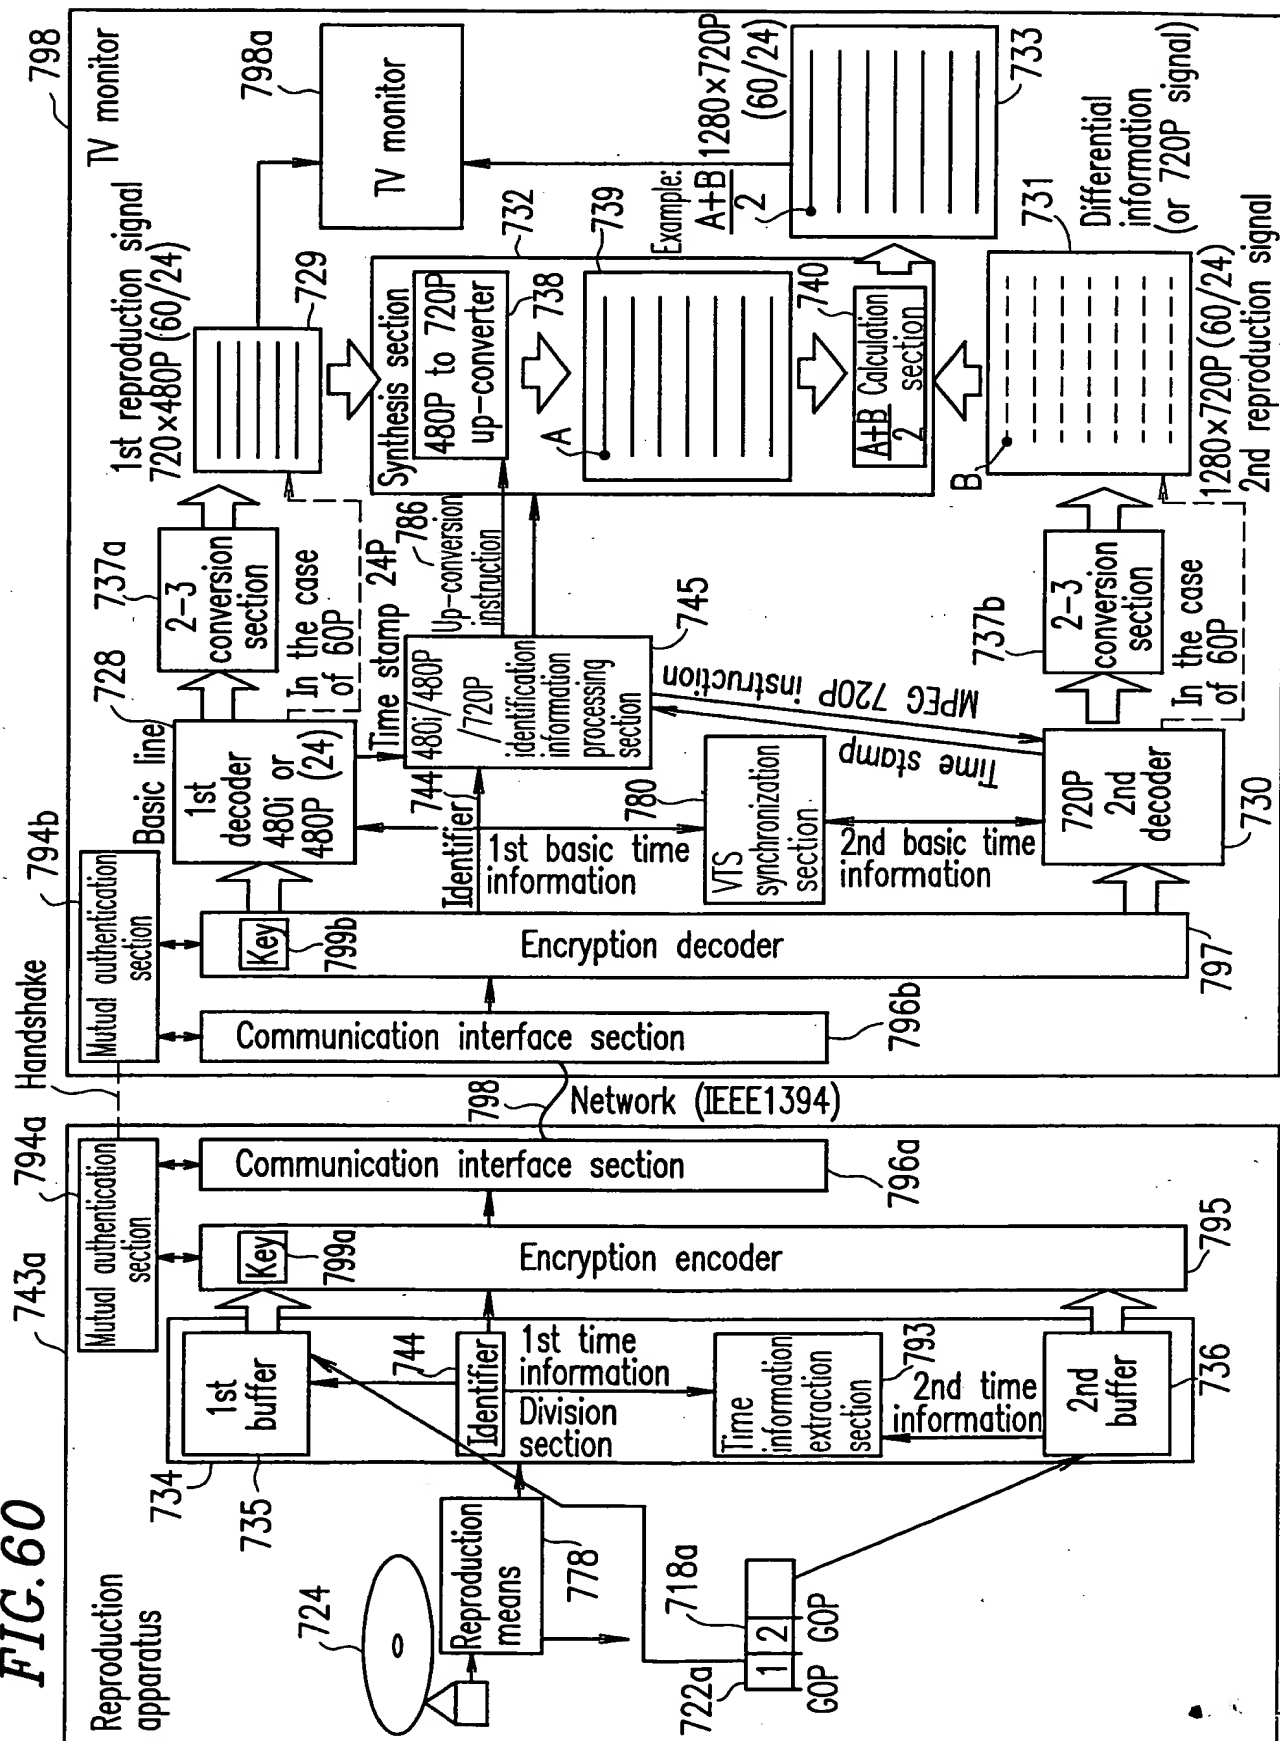 FIG. 60
Reproduction
apparatus
743a
794a
Handshake
794b
798
TV monitor
724
Reproduction
means
778
722a
1
2
718a
GOP
GOP
734
735
1st
buffer
744
Identifier
1st time
information
Division
section
Time
information
extraction
section
793
2nd time
information
2nd
buffer
736
Mutual authentication
section
Key
799a
Encryption encoder
795
Communication interface section
796a
798
Network (IEEE1394)
Mutual authentication
section
Communication interface section
796b
Key
799b
Encryption decoder
797
Basic line
728
1st
decoder
480i or
480P (24)
Identifier
744
1st basic time
information
780
VTS
synchronization
section
2nd basic time
information
720P
2nd
decoder
730
737a
2-3
conversion
section
In the case
of 60P
Time stamp 24P
480i/480P
/720P
identification
information
processing
section
745
786
Up-conversion
instruction
MPEG 720P instruction
Time stamp
737b
2-3
conversion
section
In the case
of 60P
1st reproduction signal
720×480P (60/24)
729
Synthesis section
732
480P to 720P
up-converter
738
A
739
740
A+B
2
Calculation
section
B
731
1280×720P (60/24)
2nd reproduction signal
Differential
information
(or 720P signal)
798a
TV monitor
Example:
A+B
2
1280×720P
(60/24)
733